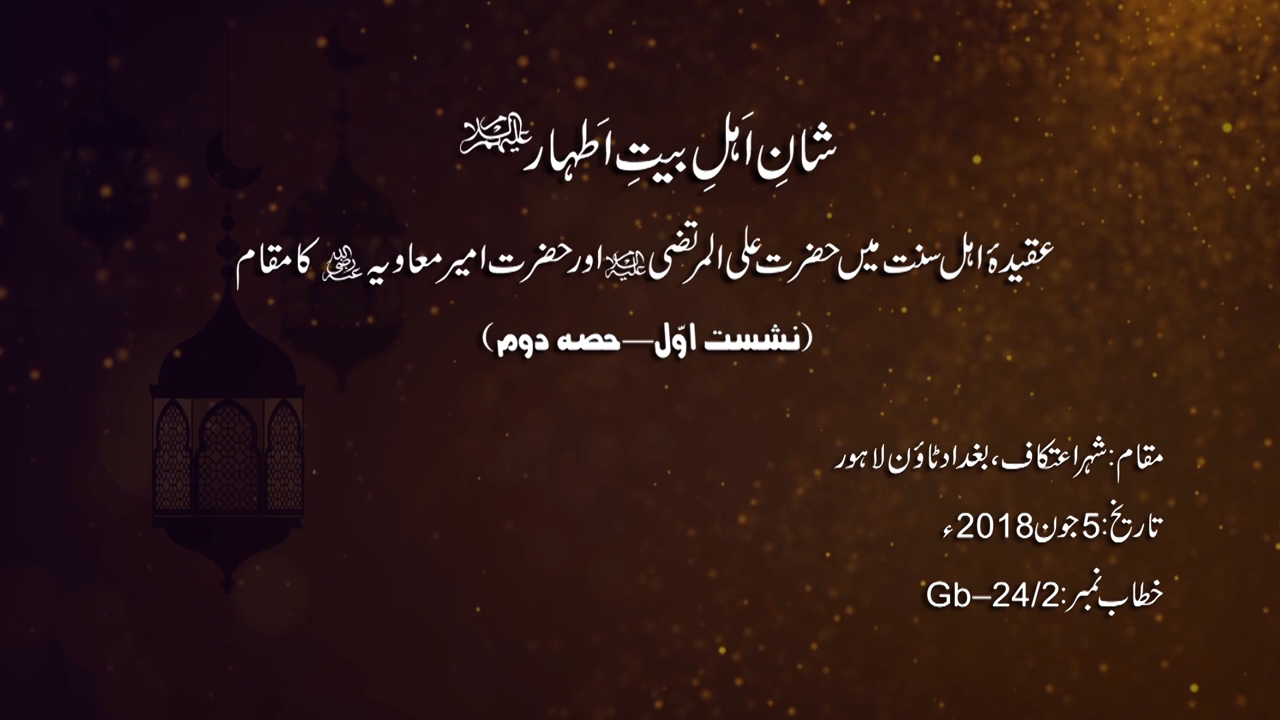 شانِ اَہلِ بیتِ اَطہار علیہم السلام
عقیدۂ اہل سنت میں حضرت علی المرتضیٰ علیہ السلام اور حضرت امیر معاویہ رضی اللہ عنہ کا مقام
(نشست اوّل—حصہ دوم)
مقام: شہر اعتکاف، بغداد ٹاؤن لاہور
تاریخ: 5 جون 2018ء
خطاب نمبر: Gb–24/2